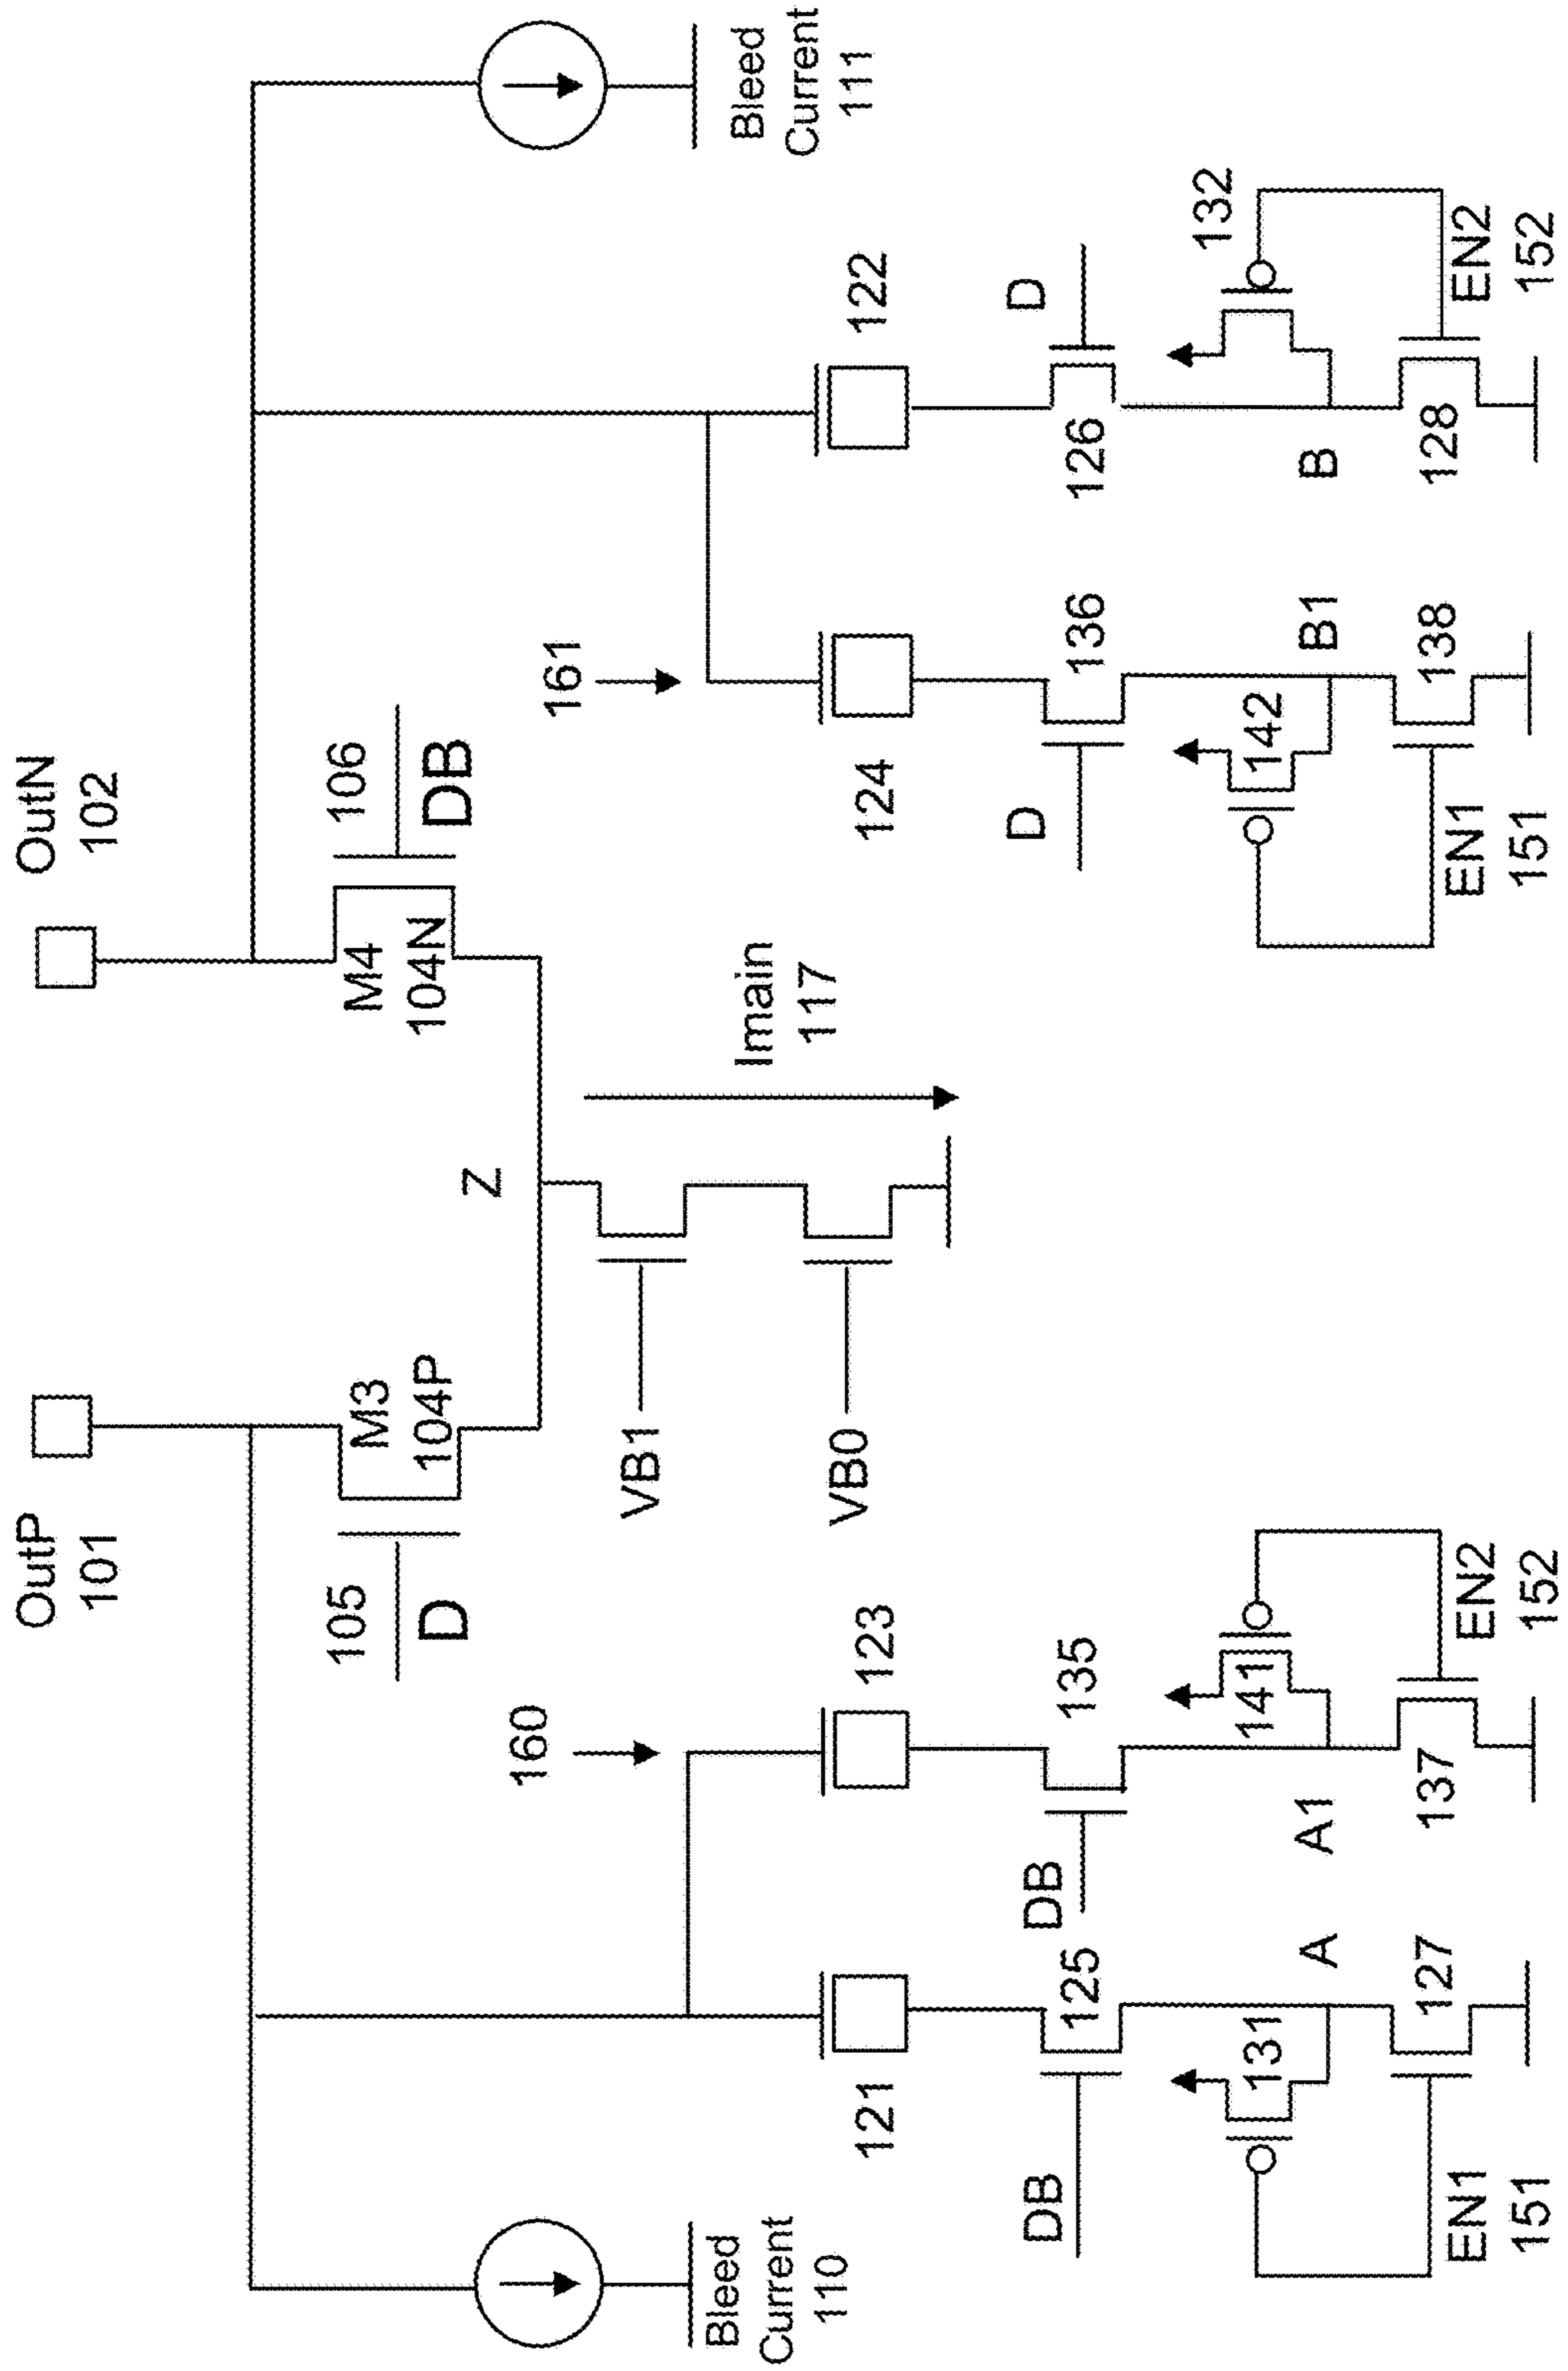 OutP
101
OutN
102
105
D
M3
104P
M4
104N
106
DB
Z
160
161
VB1
VB0
Imain
117
Bleed
Current
110
Bleed
Current
111
121
123
124
122
DB
125
DB
135
D
136
126
D
131
A
A1
141
142
B1
B
132
127
137
138
128
EN1
151
EN2
152
EN1
151
EN2
152